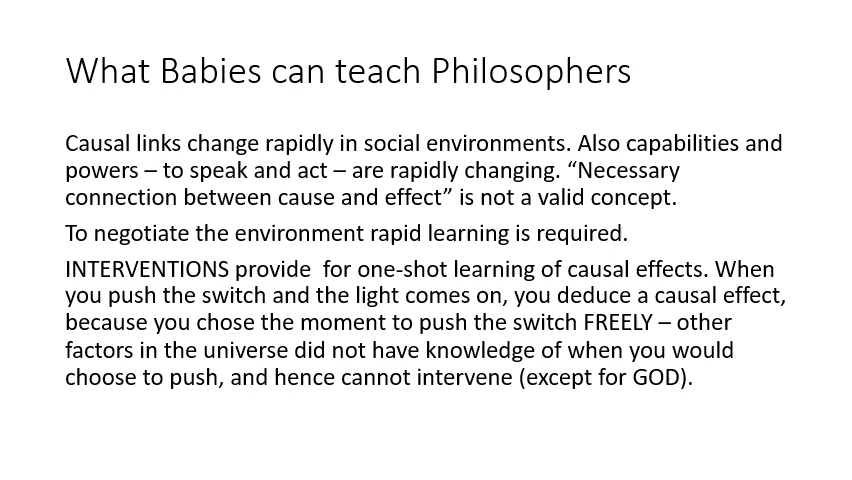 What Babies can teach Philosophers
Causal links change rapidly in social environments. Also capabilities and
powers – to speak and act – are rapidly changing. “Necessary
connection between cause and effect” is not a valid concept.
To negotiate the environment rapid learning is required.
INTERVENTIONS provide  for one-shot learning of causal effects. When
you push the switch and the light comes on, you deduce a causal effect,
because you chose the moment to push the switch FREELY – other
factors in the universe did not have knowledge of when you would
choose to push, and hence cannot intervene (except for GOD).